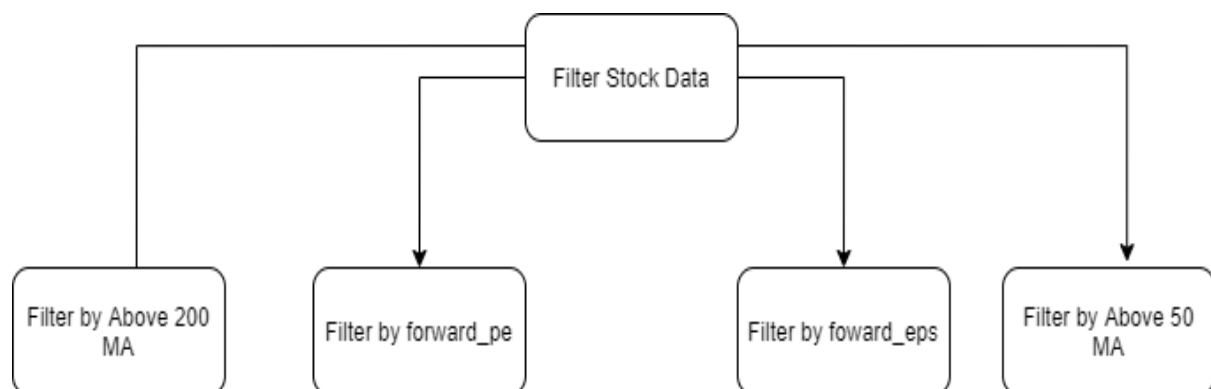 Filter Stock Data
Filter by Above 200
MA
Filter by forward_pe
Filter by foward_eps
Filter by Above 50
MA